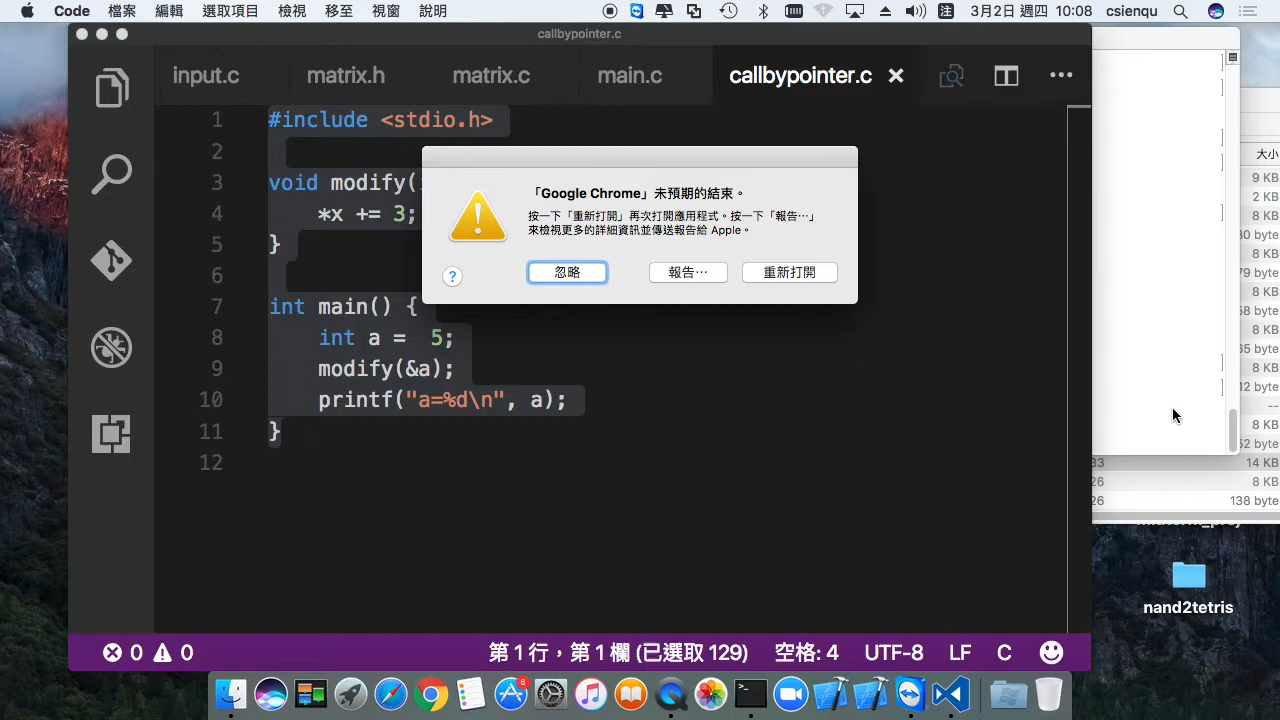 Code 檔案 編輯 選取項目 檢視 移至 視窗 說明 注 3月2日 週四 10:08 csienqu
callbypointer.c
input.c matrix.h matrix.c main.c callbypointer.c
1 #include <stdio.h>
2
3 void modify(
4 *x += 3;
5 }
6
7 int main() {
8 int a = 5;
9 modify(&a);
10 printf("a=%d\n", a);
11 }
12
「Google Chrome」未預期的結束。
按一下「重新打開」再次打開應用程式。按一下「報告⋯」
來檢視更多的詳細資訊並傳送報告給 Apple。
? 忽略 報告⋯ 重新打開
大小
9 KB
2 KB
8 KB
8 KB
8 KB
8 KB
--
8 KB
14 KB
8 KB
138 byte
nand2tetris
0 0 第 1 行，第 1 欄 (已選取 129) 空格: 4 UTF-8 LF C
6